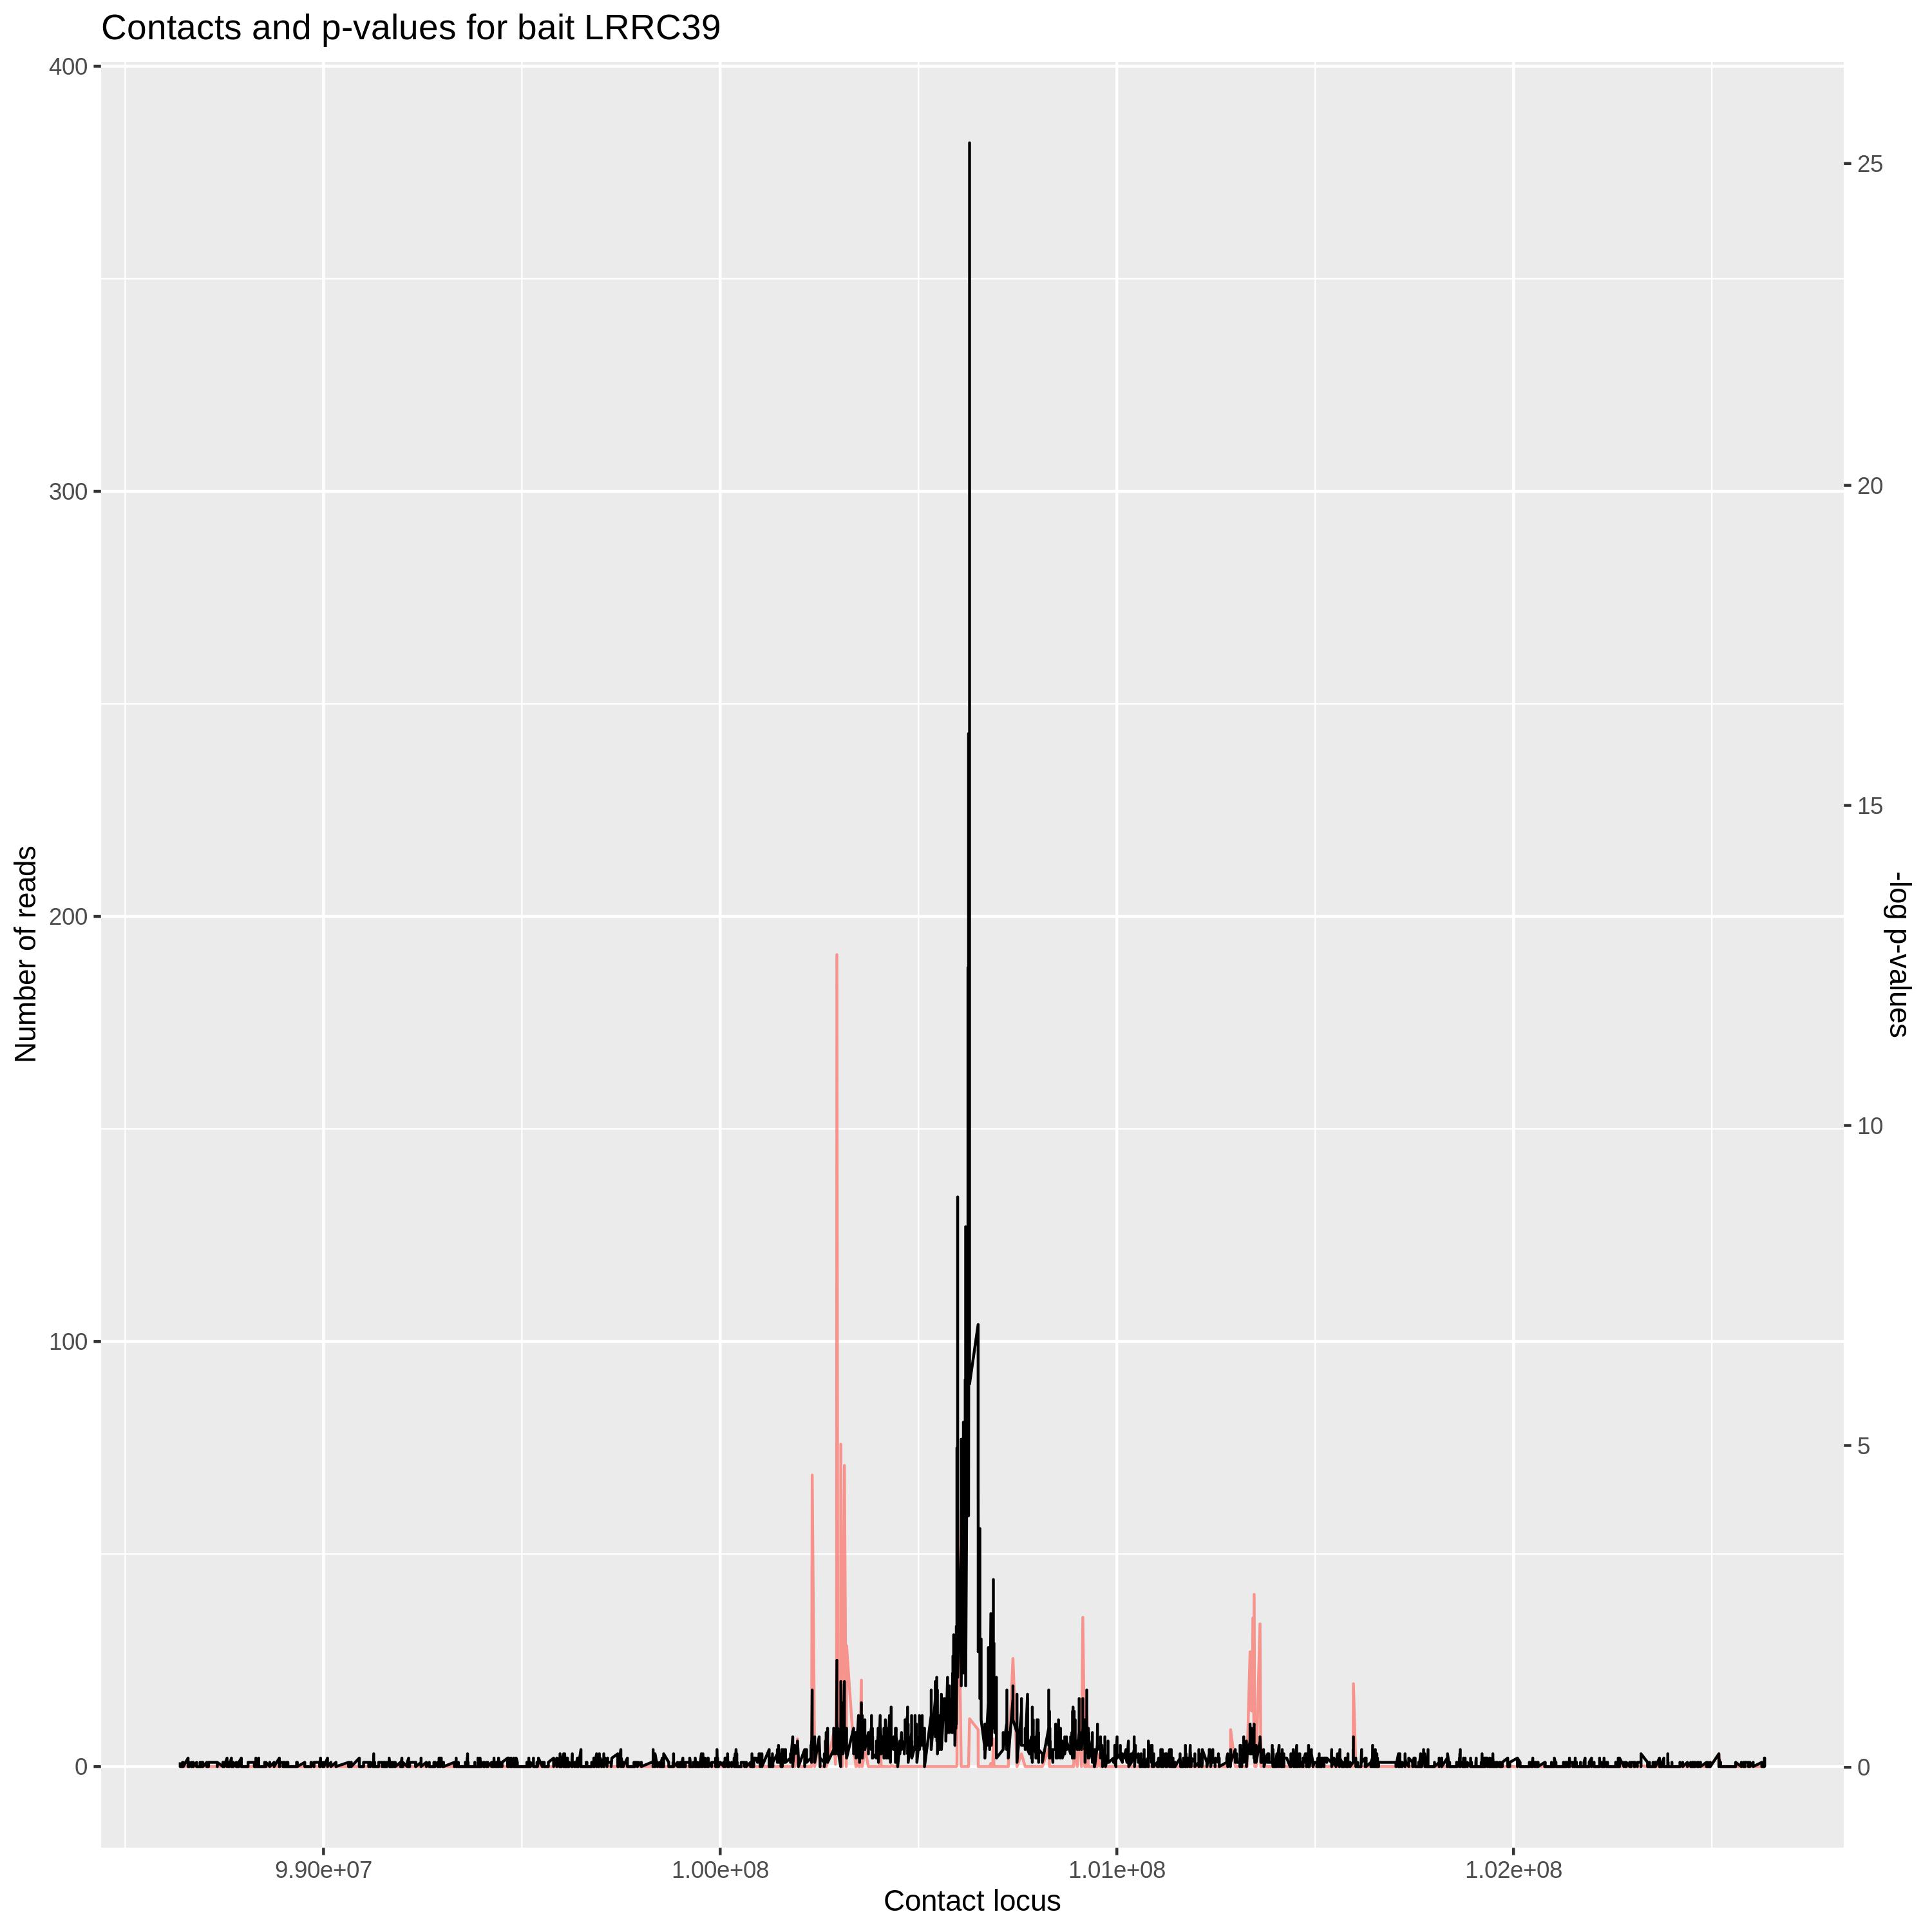 Contacts and p-values for bait LRRC39
400
300
200
100
0
25
20
15
10
5
0
Number of reads
-log p-values
9.90e+07
1.00e+08
1.01e+08
1.02e+08
Contact locus